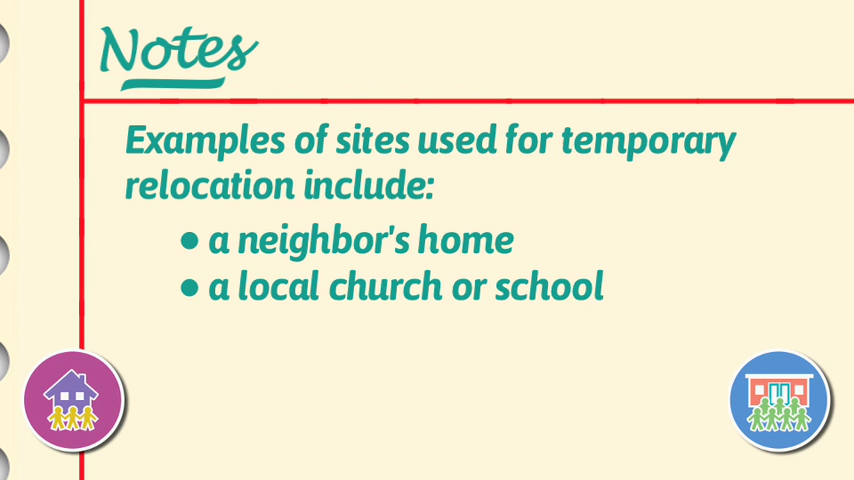 Notes
Examples of sites used for temporary
relocation include:
● a neighbor's home
● a local church or school